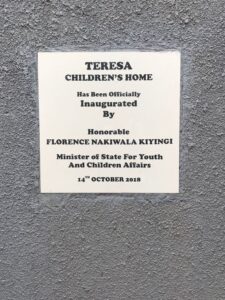 TERESA
CHILDREN'S HOME
Has Been Officially
Inaugurated
By
Honorable
FLORENCE NAKIWALA KIYINGI
Minister of State For Youth
And Children Affairs
14TH OCTOBER 2018